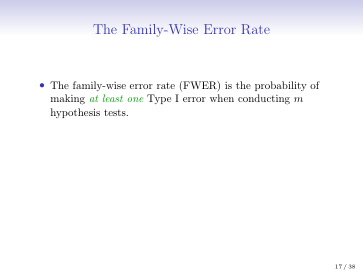 The Family-Wise Error Rate
• The family-wise error rate (FWER) is the probability of
making at least one Type I error when conducting m
hypothesis tests.
17 / 38